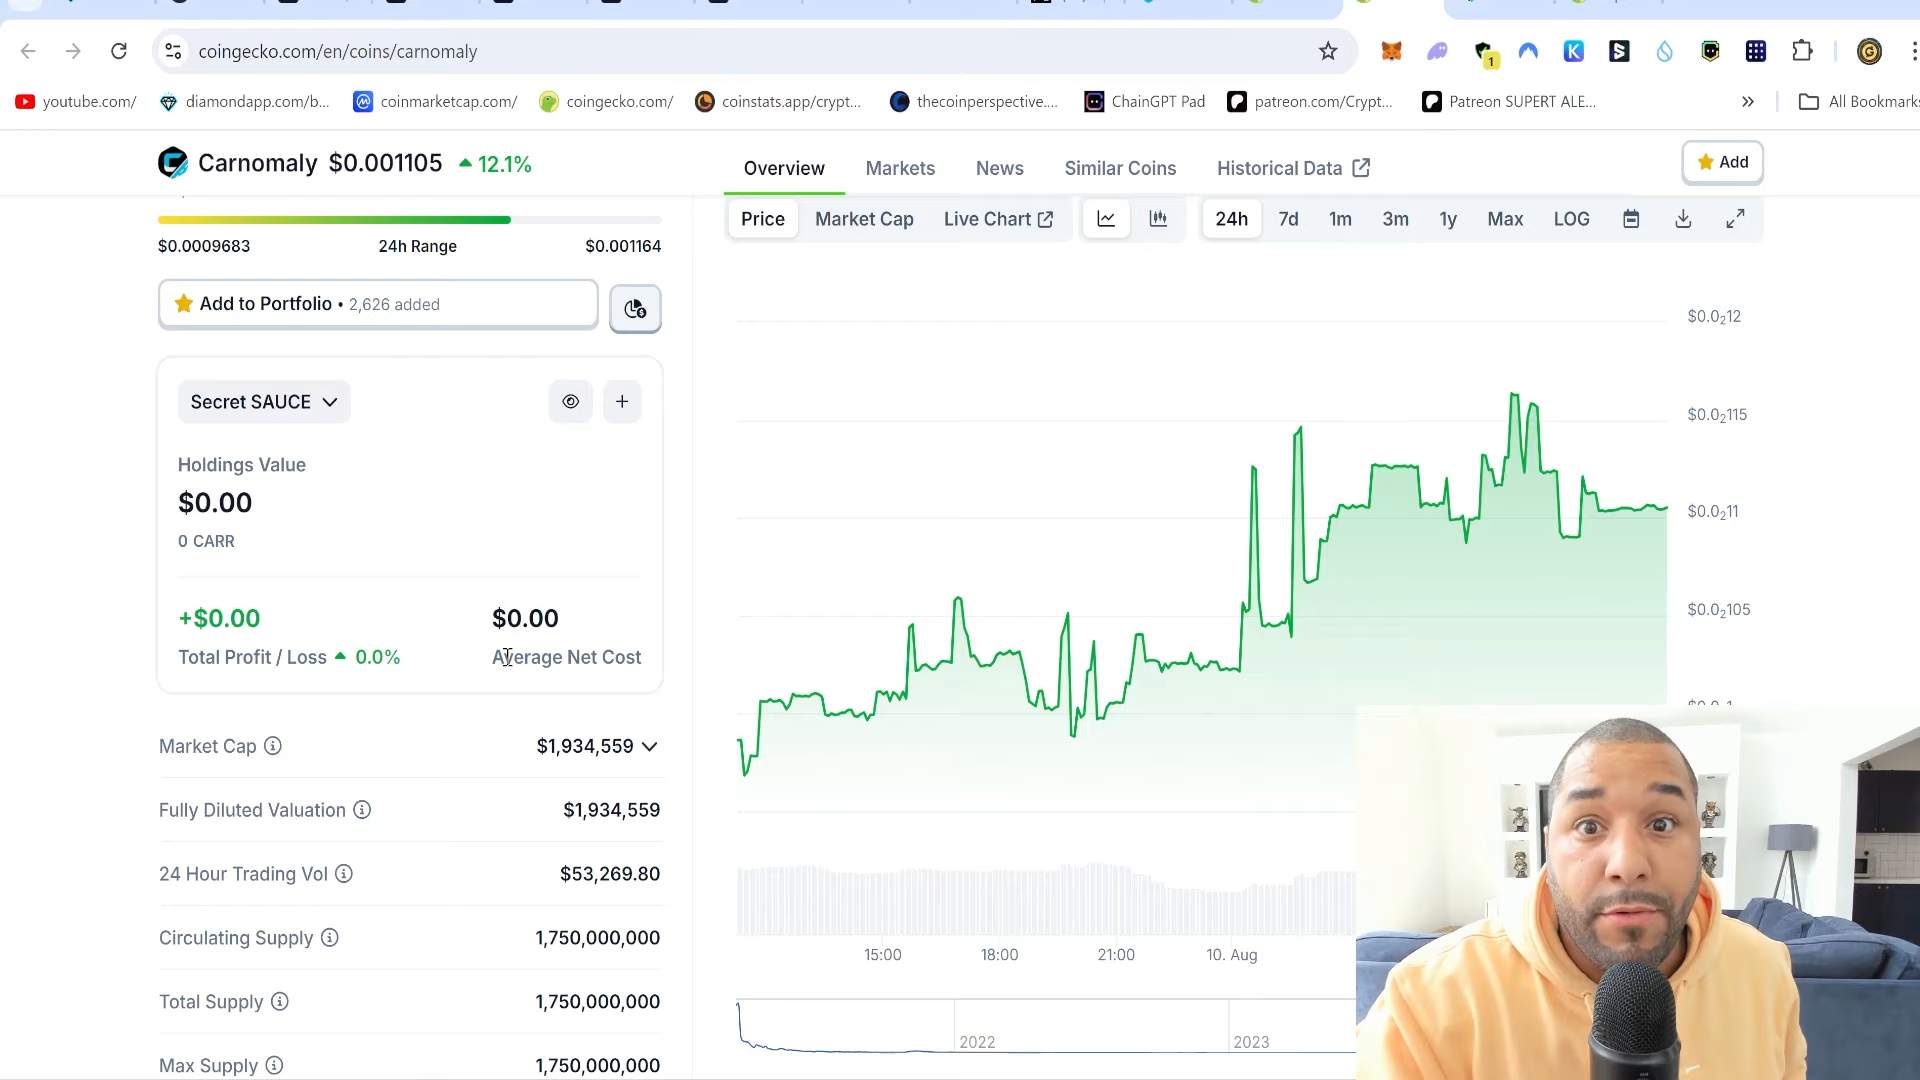 coingecko.com/en/coins/carnomaly
1
youtube.com/
diamondapp.com/b...
coinmarketcap.com/
coingecko.com/
coinstats.app/crypt...
thecoinperspective....
ChainGPT Pad
patreon.com/Crypt...
Patreon SUPERT ALE...
All Bookmarks
Carnomaly $0.001105 12.1%
Overview
Markets
News
Similar Coins
Historical Data
Add
$0.0009683
24h Range
$0.001164
Price
Market Cap
Live Chart
24h
7d
1m
3m
1y
Max
LOG
Add to Portfolio • 2,626 added
Secret SAUCE
Holdings Value
$0.00
0 CARR
+$0.00
$0.00
Total Profit / Loss 0.0%
Average Net Cost
Market Cap $1,934,559
Fully Diluted Valuation $1,934,559
24 Hour Trading Vol $53,269.80
Circulating Supply 1,750,000,000
Total Supply 1,750,000,000
Max Supply 1,750,000,000
$0.0₂12
$0.0₂115
$0.0₂11
$0.0₂105
15:00
18:00
21:00
10. Aug
2022
2023